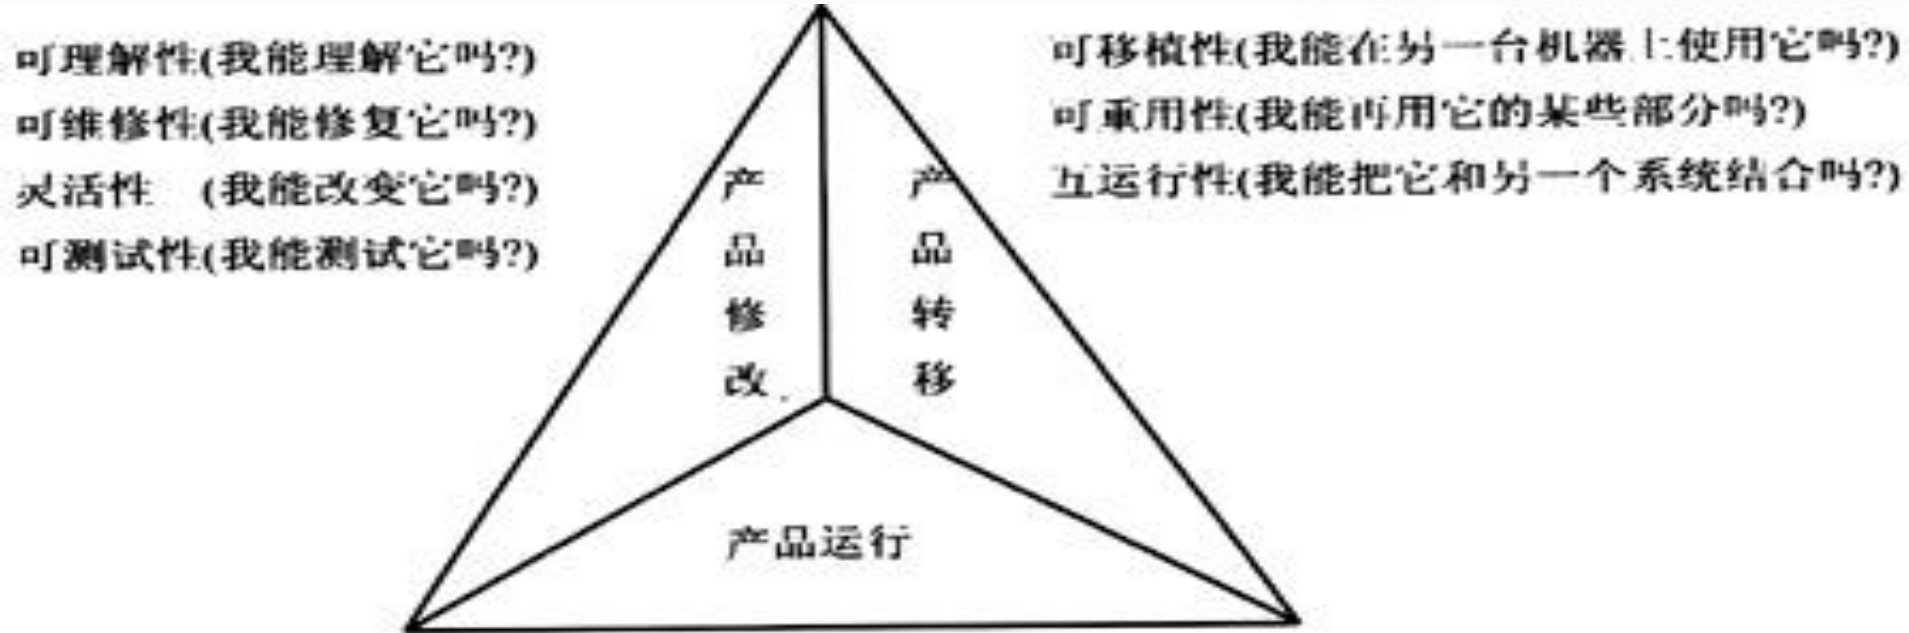 可理解性(我能理解它吗?)
可维修性(我能修复它吗?)
灵活性 (我能改变它吗?)
可测试性(我能测试它吗?)
可移植性(我能在另一台机器上使用它吗?)
可重用性(我能再用它的某些部分吗?)
互运行性(我能把它和另一个系统结合吗?)
产品修改
产品转移
产品运行